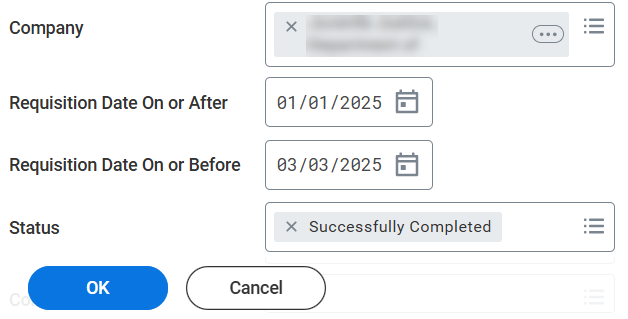 Company
Requisition Date On or After
01/01/2025
Requisition Date On or Before
03/03/2025
Status
× Successfully Completed
OK
Cancel
Co